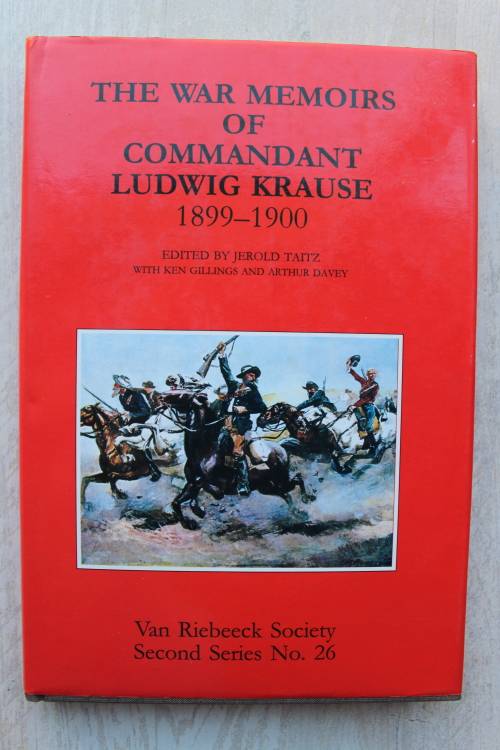 THE WAR MEMOIRS
OF
COMMANDANT
LUDWIG KRAUSE
1899–1900
EDITED BY JEROLD TAITZ
WITH KEN GILLINGS AND ARTHUR DAVEY
Van Riebeeck Society
Second Series No. 26